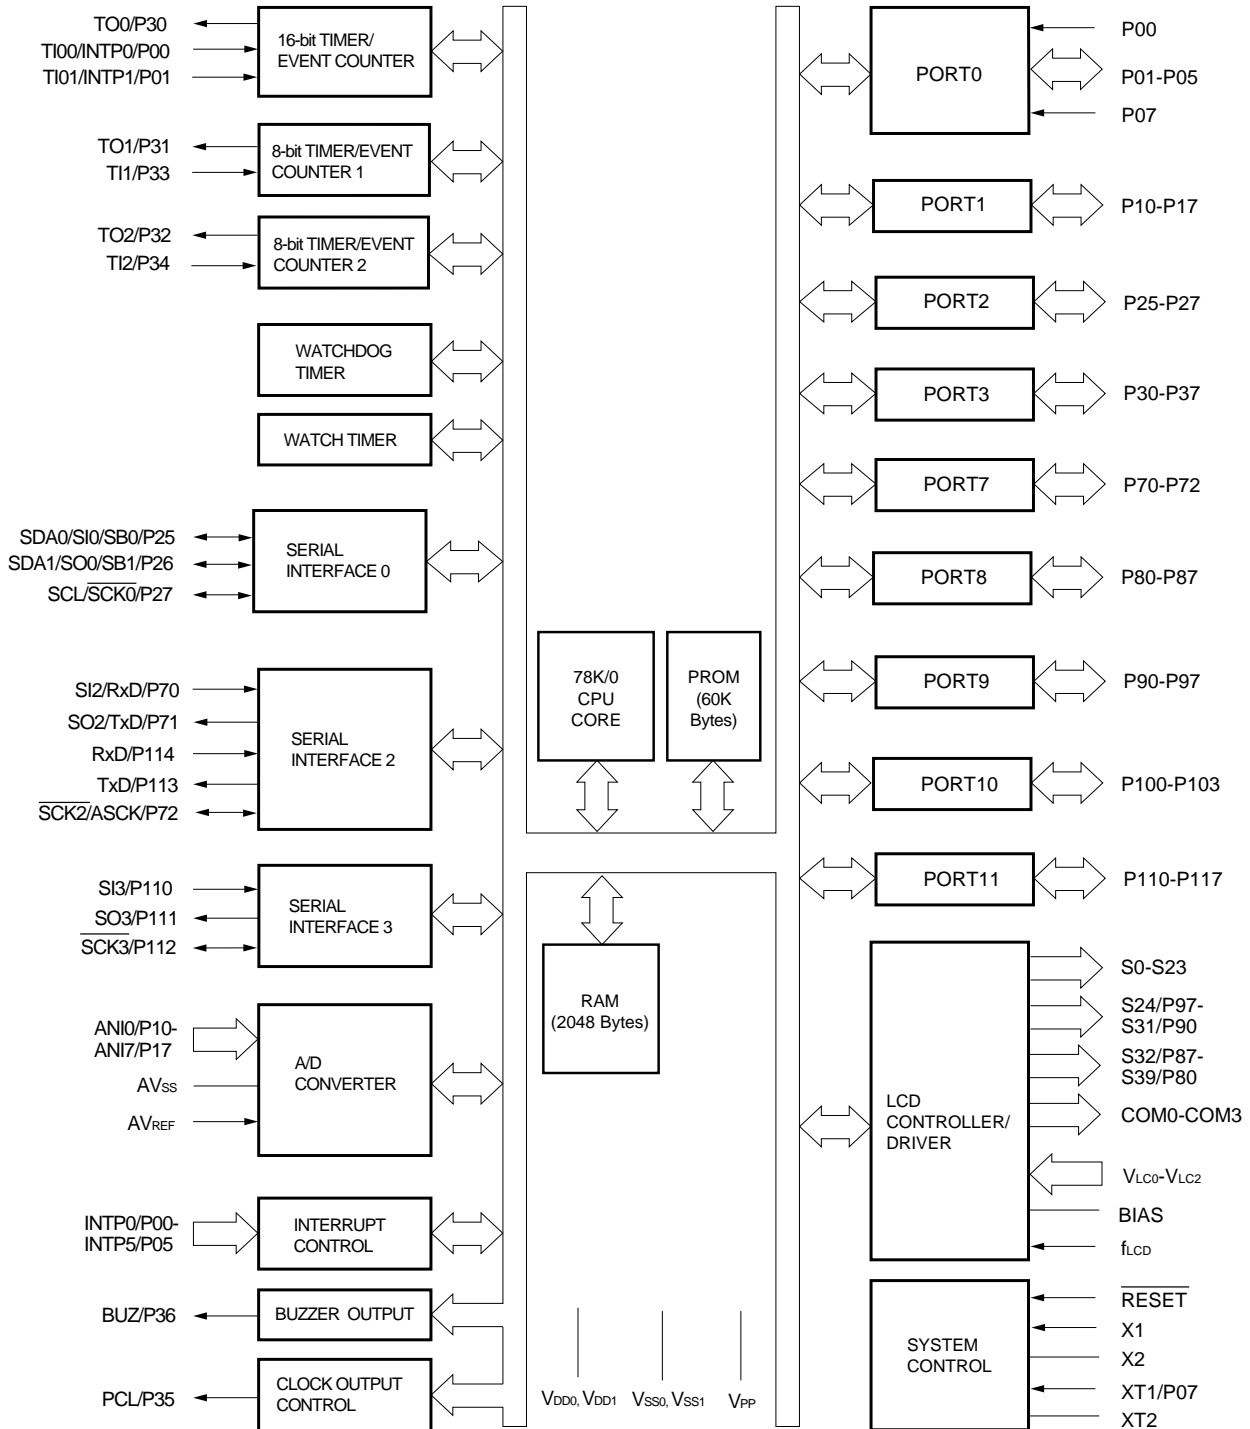 TO0/P30
TI00/INTP0/P00
TI01/INTP1/P01
16-bit TIMER/
EVENT COUNTER
TO1/P31
TI1/P33
8-bit TIMER/EVENT
COUNTER 1
TO2/P32
TI2/P34
8-bit TIMER/EVENT
COUNTER 2
WATCHDOG
TIMER
WATCH TIMER
SDA0/SI0/SB0/P25
SDA1/SO0/SB1/P26
SCL/S̅C̅K̅0̅/P27
SERIAL
INTERFACE 0
SI2/RxD/P70
SO2/TxD/P71
RxD/P114
TxD/P113
S̅C̅K̅2̅/ASCK/P72
SERIAL
INTERFACE 2
SI3/P110
SO3/P111
S̅C̅K̅3̅/P112
SERIAL
INTERFACE 3
ANI0/P10-
ANI7/P17
AVSS
AVREF
A/D
CONVERTER
INTP0/P00-
INTP5/P05
INTERRUPT
CONTROL
BUZ/P36
BUZZER OUTPUT
PCL/P35
CLOCK OUTPUT
CONTROL
78K/0
CPU
CORE
PROM
(60K
Bytes)
RAM
(2048 Bytes)
VDD0, VDD1
VSS0, VSS1
VPP
PORT0
P00
P01-P05
P07
PORT1
P10-P17
PORT2
P25-P27
PORT3
P30-P37
PORT7
P70-P72
PORT8
P80-P87
PORT9
P90-P97
PORT10
P100-P103
PORT11
P110-P117
LCD
CONTROLLER/
DRIVER
S0-S23
S24/P97-
S31/P90
S32/P87-
S39/P80
COM0-COM3
VLC0-VLC2
BIAS
fLCD
SYSTEM
CONTROL
R̅E̅S̅E̅T̅
X1
X2
XT1/P07
XT2